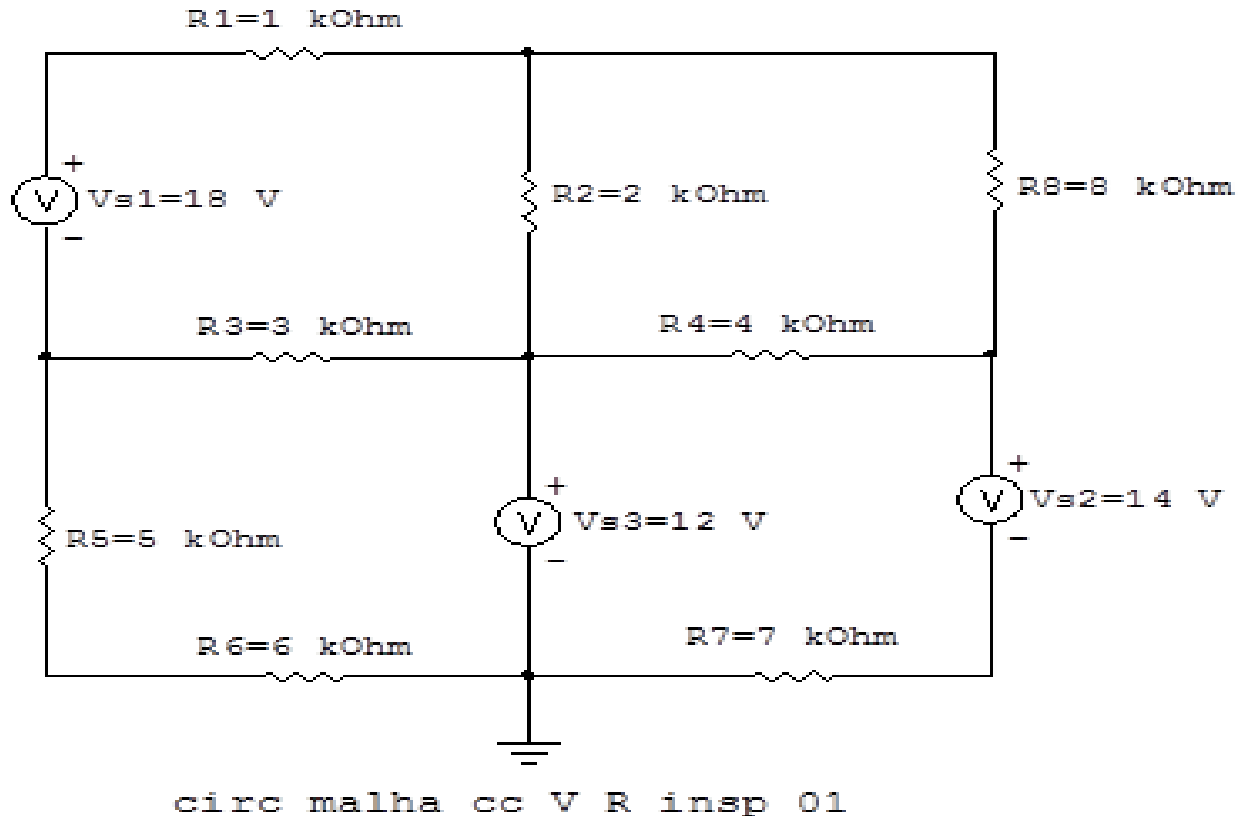 R1=1 kOhm
+
V
Vs1=18 V
−
R2=2 kOhm
R8=8 kOhm
R3=3 kOhm
R4=4 kOhm
R5=5 kOhm
+
V
Vs3=12 V
−
+
V
Vs2=14 V
−
R6=6 kOhm
R7=7 kOhm
circ malha cc V R insp 01